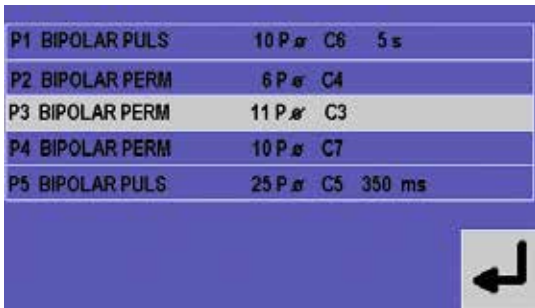 P1 BIPOLAR PULS 10 P.ø C6 5 s
P2 BIPOLAR PERM 6 P.ø C4
P3 BIPOLAR PERM 11 P.ø C3
P4 BIPOLAR PERM 10 P.ø C7
P5 BIPOLAR PULS 25 P.ø C5 350 ms